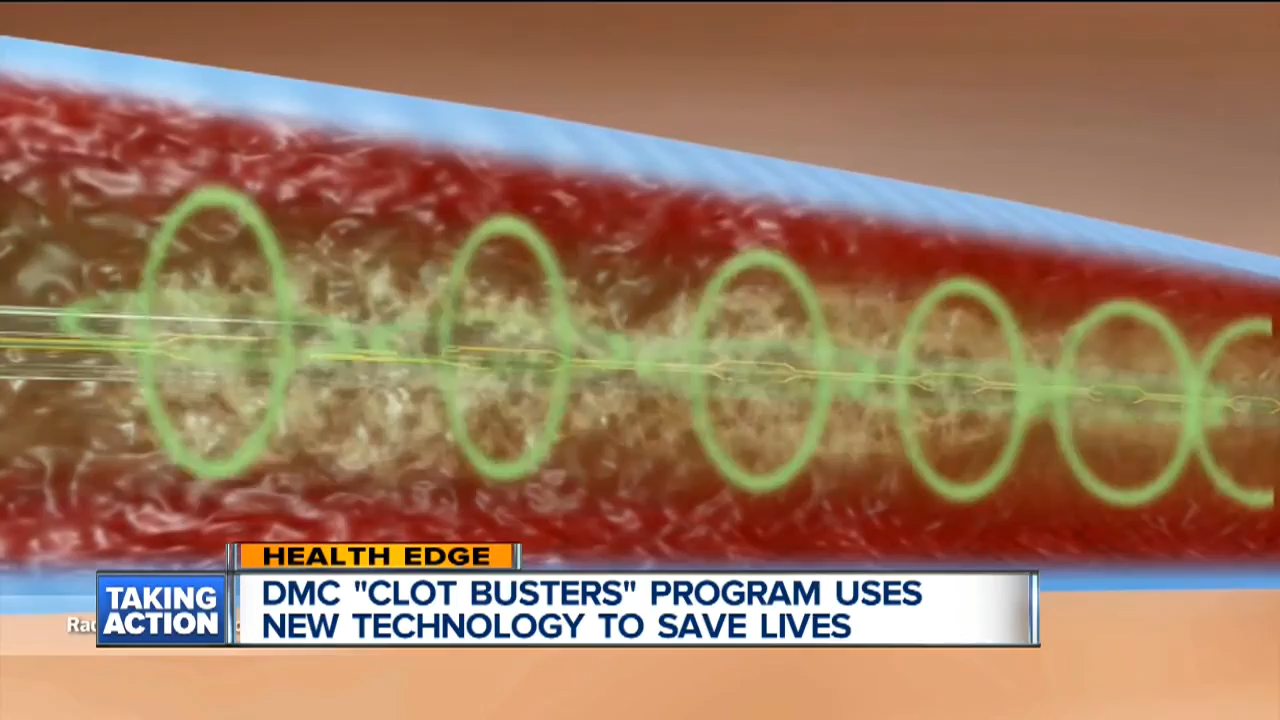 HEALTH EDGE
TAKING
ACTION
DMC "CLOT BUSTERS" PROGRAM USES
NEW TECHNOLOGY TO SAVE LIVES